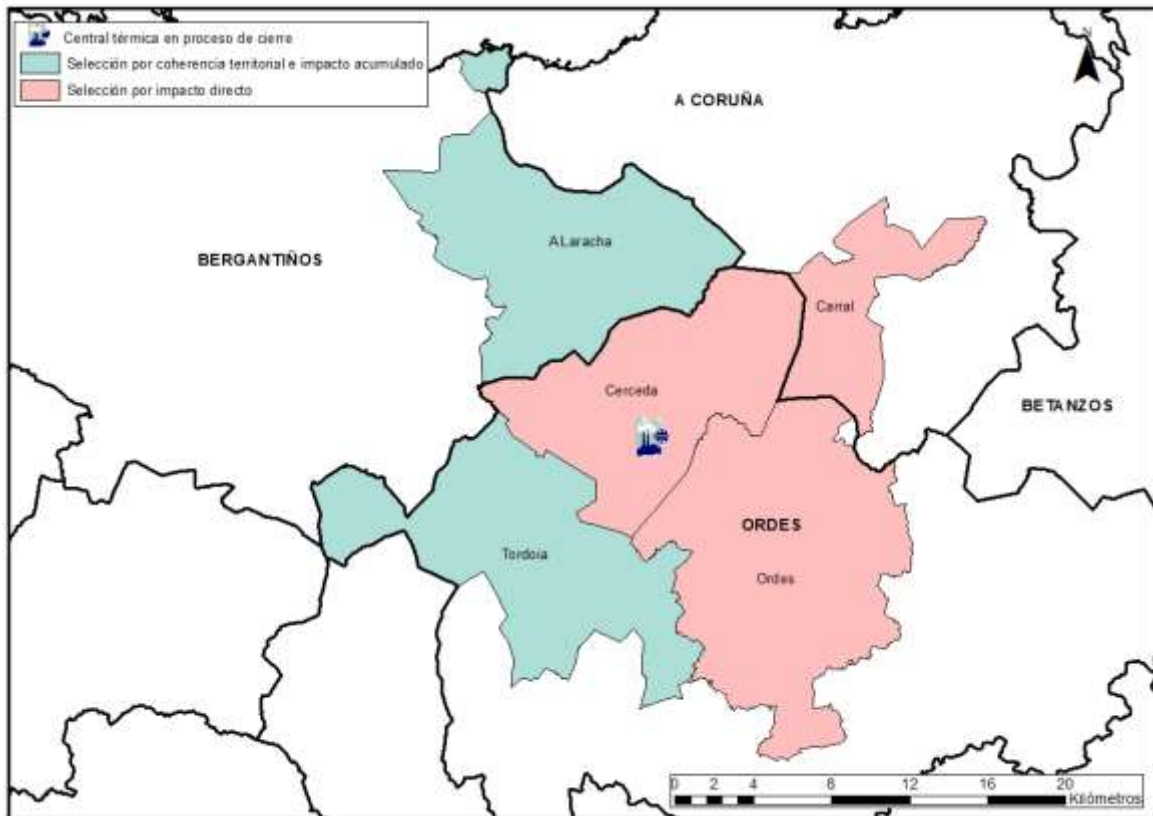 Central térmica en proceso de cierre
Selección por coherencia territorial e impacto acumulado
Selección por impacto directo
N
A CORUÑA
A Laracha
BERGANTIÑOS
Carral
Cerceda
BETANZOS
ORDES
Tordoia
Ordes
0 2 4 8 12 16 20
Kilómetros